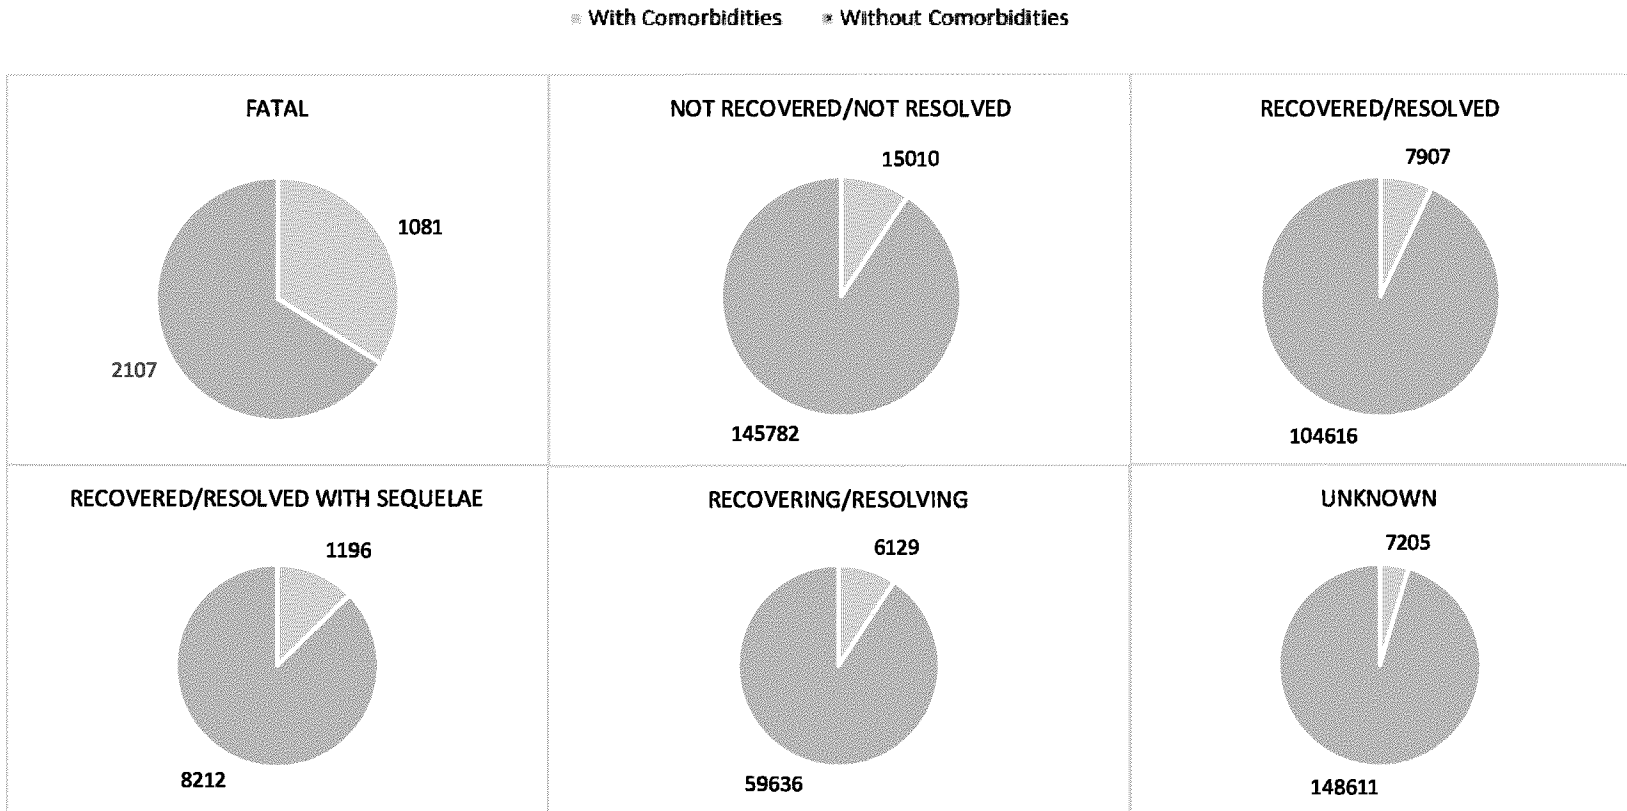 With Comorbidities Without Comorbidities
FATAL
1081
2107
NOT RECOVERED/NOT RESOLVED
15010
145782
RECOVERED/RESOLVED
7907
104616
RECOVERED/RESOLVED WITH SEQUELAE
1196
8212
RECOVERING/RESOLVING
6129
59636
UNKNOWN
7205
148611